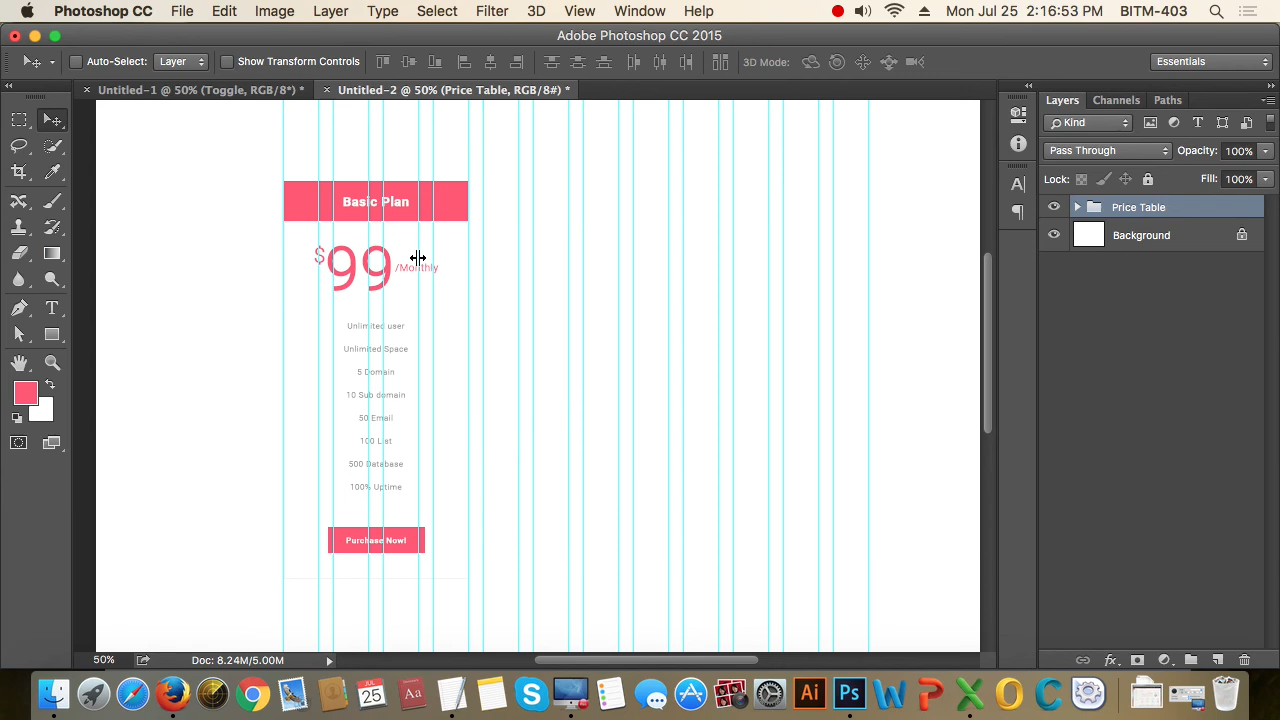 Photoshop CC File Edit Image Layer Type Select Filter 3D View Window Help Mon Jul 25 2:16:53 PM BITM-403
Adobe Photoshop CC 2015
Auto-Select: Layer Show Transform Controls 3D Mode: Essentials
Untitled-1 @ 50% (Toggle, RGB/8*) * Untitled-2 @ 50% (Price Table, RGB/8#) *
Layers Channels Paths
Kind
Pass Through Opacity: 100%
Lock: Fill: 100%
Price Table
Background
Basic Plan
$99 /Monthly
Unlimited user
Unlimited Space
5 Domain
10 Sub domain
50 Email
100 List
500 Database
100% Uptime
Purchase Now!
50% Doc: 8.24M/5.00M
JUL
25
Aa
Ai
Ps